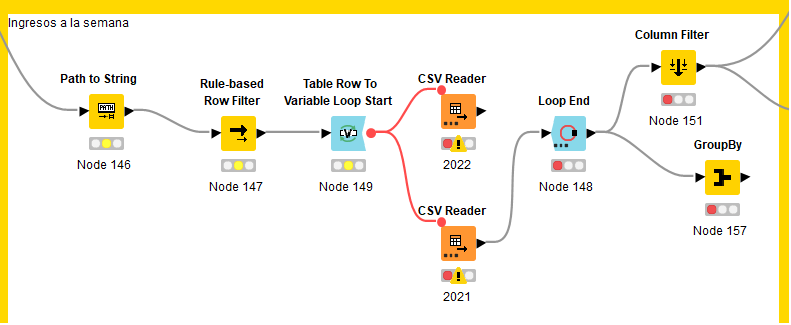 Ingresos a la semana
Column Filter
Path to String
Rule-based
Row Filter
Table Row To
Variable Loop Start
CSV Reader
Loop End
PATH
{V}
Node 151
GroupBy
Node 146
Node 147
Node 149
2022
Node 148
CSV Reader
Node 157
2021